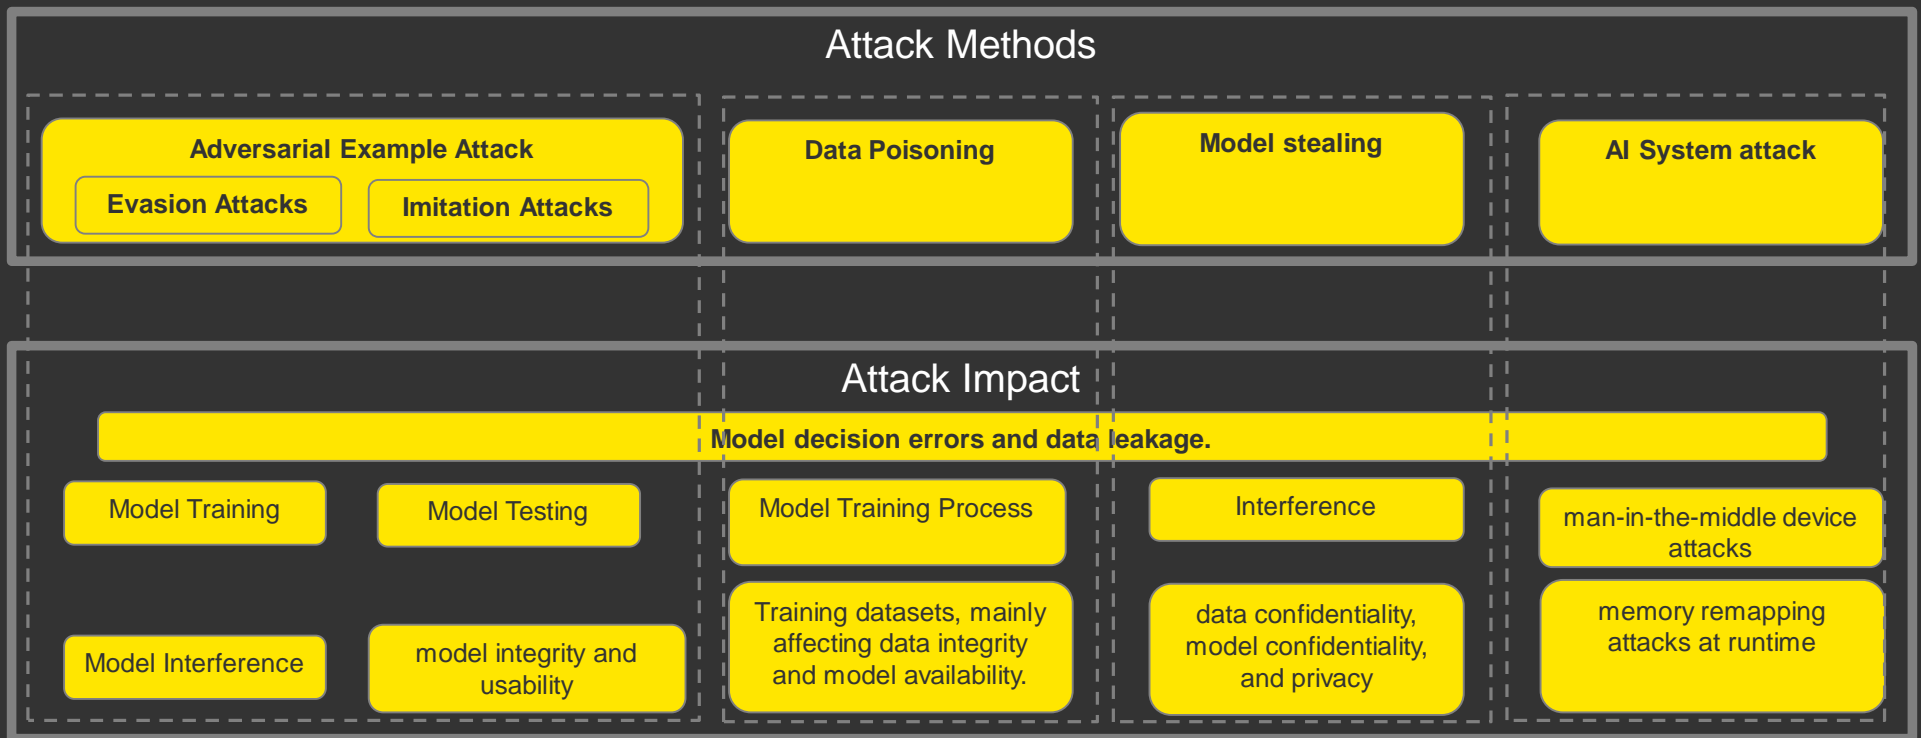 Attack Methods
Adversarial Example Attack
Evasion Attacks
Imitation Attacks
Data Poisoning
Model stealing
AI System attack
Attack Impact
Model decision errors and data leakage.
Model Training
Model Testing
Model Interference
model integrity and
usability
Model Training Process
Training datasets, mainly
affecting data integrity
and model availability.
Interference
data confidentiality,
model confidentiality,
and privacy
man-in-the-middle device
attacks
memory remapping
attacks at runtime